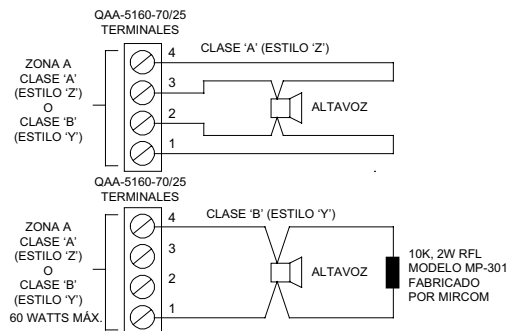 QAA-5160-70/25
TERMINALES
ZONA A
CLASE ‘A’
(ESTILO ‘Z’)
O
CLASE ‘B’
(ESTILO ‘Y’)
4
3
2
1
CLASE ‘A’ (ESTILO ‘Z’)
ALTAVOZ
QAA-5160-70/25
TERMINALES
ZONA A
CLASE ‘A’
(ESTILO ‘Z’)
O
CLASE ‘B’
(ESTILO ‘Y’)
60 WATTS MÁX.
4
3
2
1
CLASE ‘B’ (ESTILO ‘Y’)
ALTAVOZ
10K, 2W RFL
MODELO MP-301
FABRICADO
POR MIRCOM